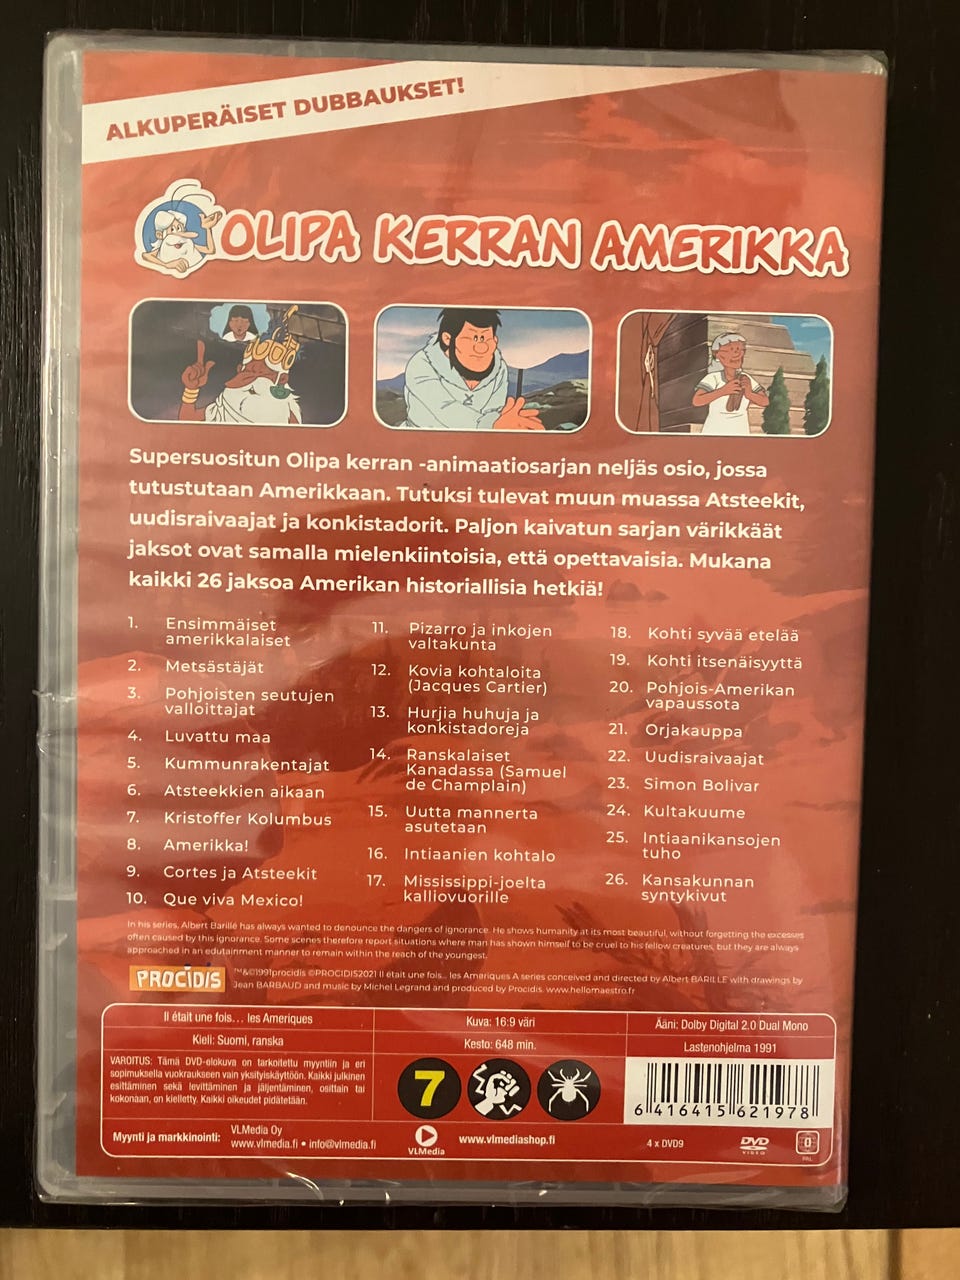 ALKUPERÄISET DUBBAUKSET!
OLIPA KERRAN AMERIKKA
Supersuositun Olipa kerran -animaatiosarjan neljäs osio, jossa
tutustutaan Amerikkaan. Tutuksi tulevat muun muassa Atsteekit,
uudisraivaajat ja konkistadorit. Paljon kaivatun sarjan värikkäät
jaksot ovat samalla mielenkiintoisia, että opettavaisia. Mukana
kaikki 26 jaksoa Amerikan historiallisia hetkiä!
1. Ensimmäiset
amerikkalaiset
2. Metsästäjät
3. Pohjoisten seutujen
valloittajat
4. Luvattu maa
5. Kummunrakentajat
6. Atsteekkien aikaan
7. Kristoffer Kolumbus
8. Amerikka!
9. Cortes ja Atsteekit
10. Que viva Mexico!
11. Pizarro ja inkojen
valtakunta
12. Kovia kohtaloita
(Jacques Cartier)
13. Hurjia huhuja ja
konkistadoreja
14. Ranskalaiset
Kanadassa (Samuel
de Champlain)
15. Uutta mannerta
asutetaan
16. Intiaanien kohtalo
17. Mississippi-joelta
kalliovuorille
18. Kohti syvää etelää
19. Kohti itsenäisyyttä
20. Pohjois-Amerikan
vapaussota
21. Orjakauppa
22. Uudisraivaajat
23. Simon Bolivar
24. Kultakuume
25. Intiaanikansojen
tuho
26. Kansakunnan
syntykivut
In his series, Albert Barillé has always wanted to denounce the dangers of ignorance. He shows humanity at its most beautiful, without forgetting the excesses
often caused by this ignorance. Some scenes therefore report situations where man has shown himself to be cruel to his fellow creatures, but they are always
approached in an edutainment manner to remain within the reach of the youngest.
PROCIDIS
™&©1991procidis ©PROCIDIS2021 Il était une fois... les Ameriques A series conceived and directed by Albert BARILLE with drawings by
Jean BARBAUD and music by Michel Legrand and produced by Procidis. www.hellomaestro.fr
Il était une fois... les Ameriques
Kieli: Suomi, ranska
Kuva: 16:9 väri
Kesto: 648 min.
Ääni: Dolby Digital 2.0 Dual Mono
Lastenohjelma 1991
VAROITUS: Tämä DVD-elokuva on tarkoitettu myyntiin ja eri
sopimuksella vuokraukseen vain yksityiskäyttöön. Kaikki julkinen
esittäminen sekä levittäminen ja jäljentäminen, osittain tai
kokonaan, on kielletty. Kaikki oikeudet pidätetään.
7
6 416415 621978
Myynti ja markkinointi:
VLMedia Oy
www.vlmedia.fi • info@vlmedia.fi
VLMedia
www.vlmediashop.fi
4 x DVD9
DVD
VIDEO
0
PAL